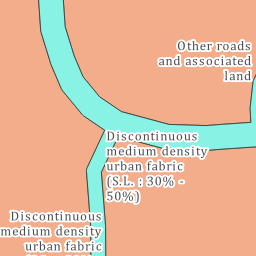 Other roads
and associated
land
Discontinuous
medium density
urban fabric
(S.L. : 30% -
50%)
Discontinuous
medium density
urban fabric